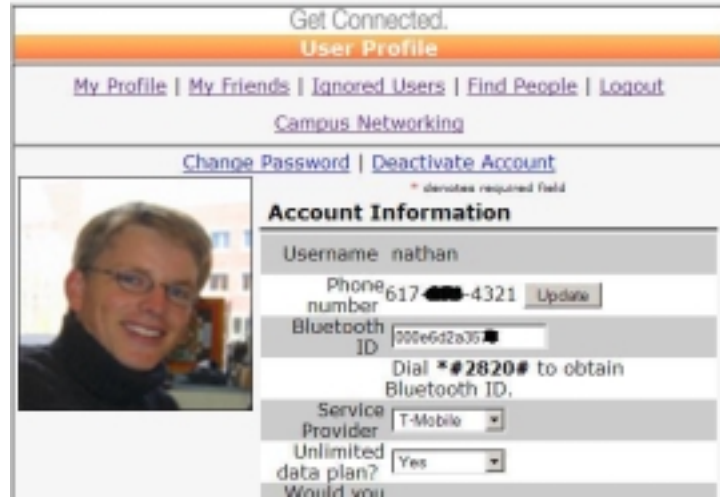 Get Connected.
User Profile
My Profile | My Friends | Ignored Users | Find People | Logout
Campus Networking
Change Password | Deactivate Account
* denotes required field
Account Information
Username nathan
Phone number 617- -4321 Update
Bluetooth ID 000e6d2a35
Dial *#2820# to obtain
Bluetooth ID.
Service Provider T-Mobile
Unlimited data plan? Yes
Would you